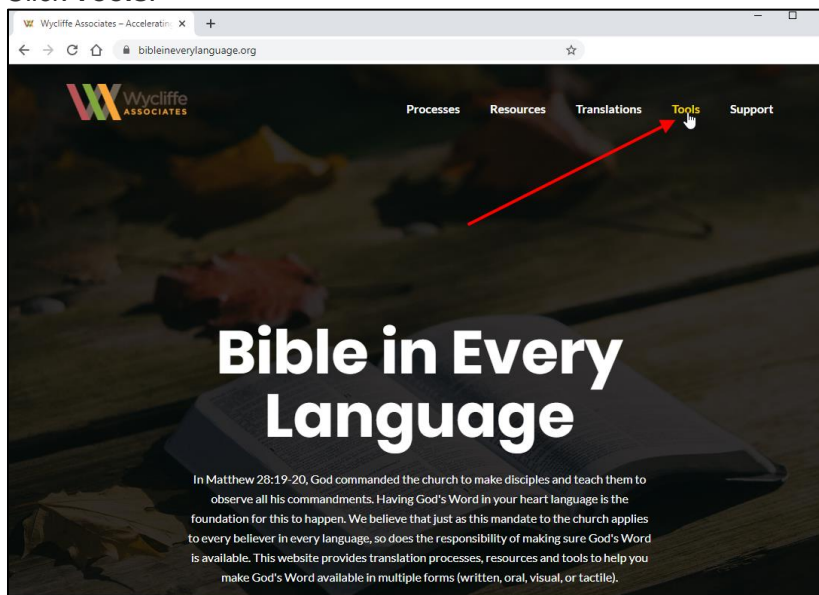 Click Tools.
Wycliffe Associates – Accelerating
bibleineverylanguage.org
Wycliffe
ASSOCIATES
Processes Resources Translations Tools Support
Bible in Every
Language
In Matthew 28:19-20, God commanded the church to make disciples and teach them to
observe all his commandments. Having God's Word in your heart language is the
foundation for this to happen. We believe that just as this mandate to the church applies
to every believer in every language, so does the responsibility of making sure God's Word
is available. This website provides translation processes, resources and tools to help you
make God's Word available in multiple forms (written, oral, visual, or tactile).